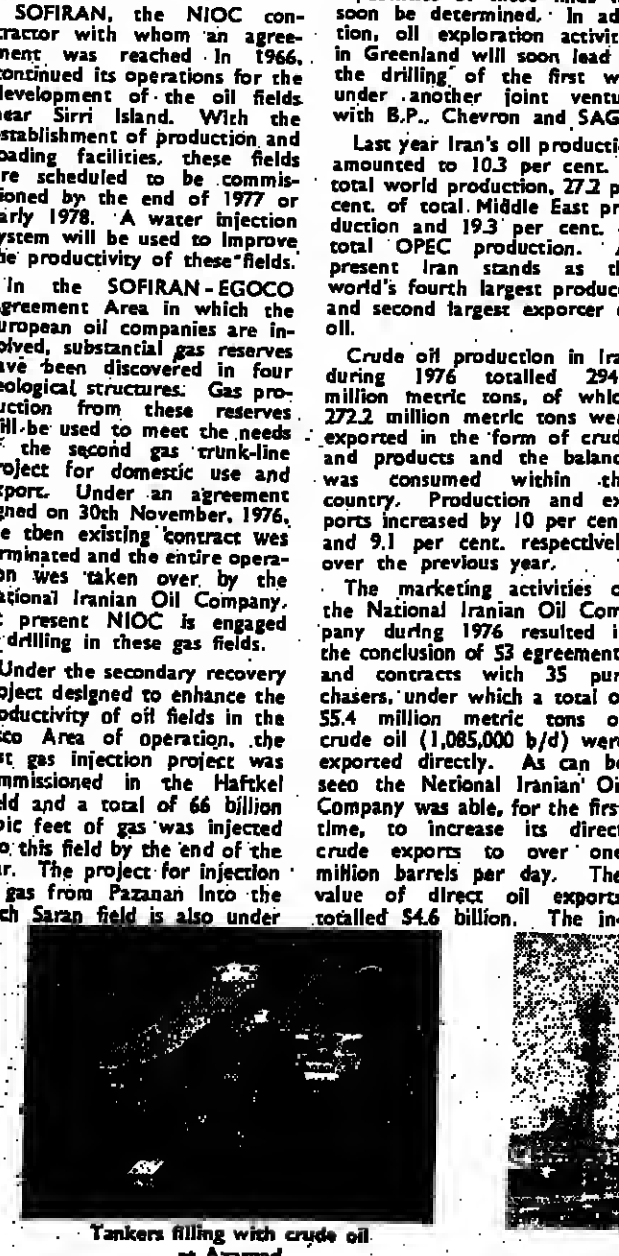 SOFIRAN, the NIOC con-
tractor with whom an agree-
ment was reached In 1966,
continued its operations for the
development of the oil fields
near Sirri Island. With the
establishment of production and
loading facilities, these fields
are scheduled to be commis-
sioned by the end of 1977 or
early 1978. A water injection
system will be used to Improve
the productivity of these fields.
In the SOFIRAN-EGOCO
Agreement Area in which the
European oil companies are in-
volved, substancial gas reserves
have been discovered in four
geological structures. Gas pro-
duction from these reserves
will be used to meet the needs
the second gas trunk-line
project for domestic use and
export. Under an agreement
signed on 30th November, 1976,
the then existing contract wes
terminated and the entire opera-
tion wes taken over by the
National Iranian Oil Company.
At present NIOC is engaged
drilling in these gas fields.
Under the secondary recovery
project designed to enhance the
productivity of oil fields in the
Area of operation, the
gas injection project was
commissioned in the Haftkel
field and a total of 66 billion
cubic feet of gas was injected
this field by the end of the
The project for injection
gas from Pazanan Into the
Saran field is also under
soon be determined. In ad
tion, oil exploration activit
in Greenland will soon lead
the drilling of the first w
under another joint ventu
with B.P., Chevron and SAG
Last year Iran's oil producti
amounted to 10.3 per cent.
total world production, 27.2 p
cent. of total Middle East pr
duction and 19.3 per cent.
total OPEC production. A
present Iran stands as th
world's fourth largest produc
and second largest exporcer o
oil.
Crude oil production in Ira
during 1976 totalled 294.
million metric tons, of whic
272.2 million metric tons wer
exported in the form of crud
and products and the balanc
was consumed within th
country. Production and ex
ports increased by 10 per cen
and 9.1 per cent. respectivel
over the previous year.
The marketing activities o
the National Iranian Oil Com
pany during 1976 resulted i
the conclusion of 53 egreement
and contracts with 35 pur
chasers, under which a total o
55.4 million metric tons o
crude oil (1,085,000 b/d) were
exported directly. As can be
seeo the Netional Iranian Oil
Company was able, for the first
time, to increase its direct
crude exports to over one
million barrels per day. The
value of direct oil exports
totalled $4.6 billion. The in-
Tankers filling with crude oil